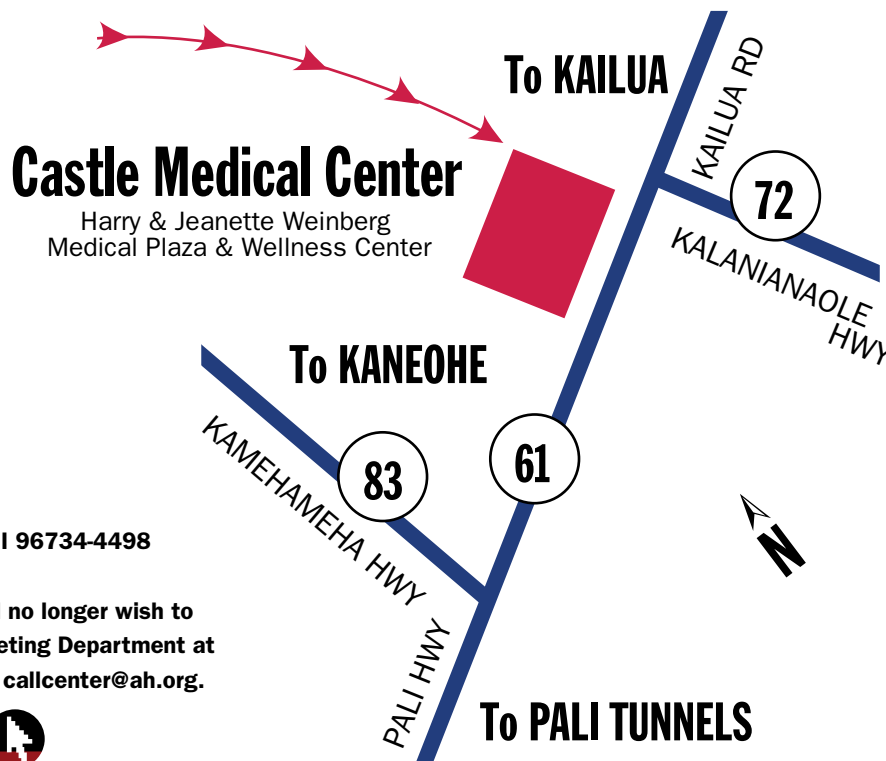 To KAILUA
KAILUA RD
Castle Medical Center
Harry & Jeanette Weinberg
Medical Plaza & Wellness Center
72
KALANIANAOLE
HWY
To KANEOHE
KAMEHAMEHA HWY
83
61
N
I 96734-4498
no longer wish to
eting Department at
callcenter@ah.org.
PALI HWY
To PALI TUNNELS